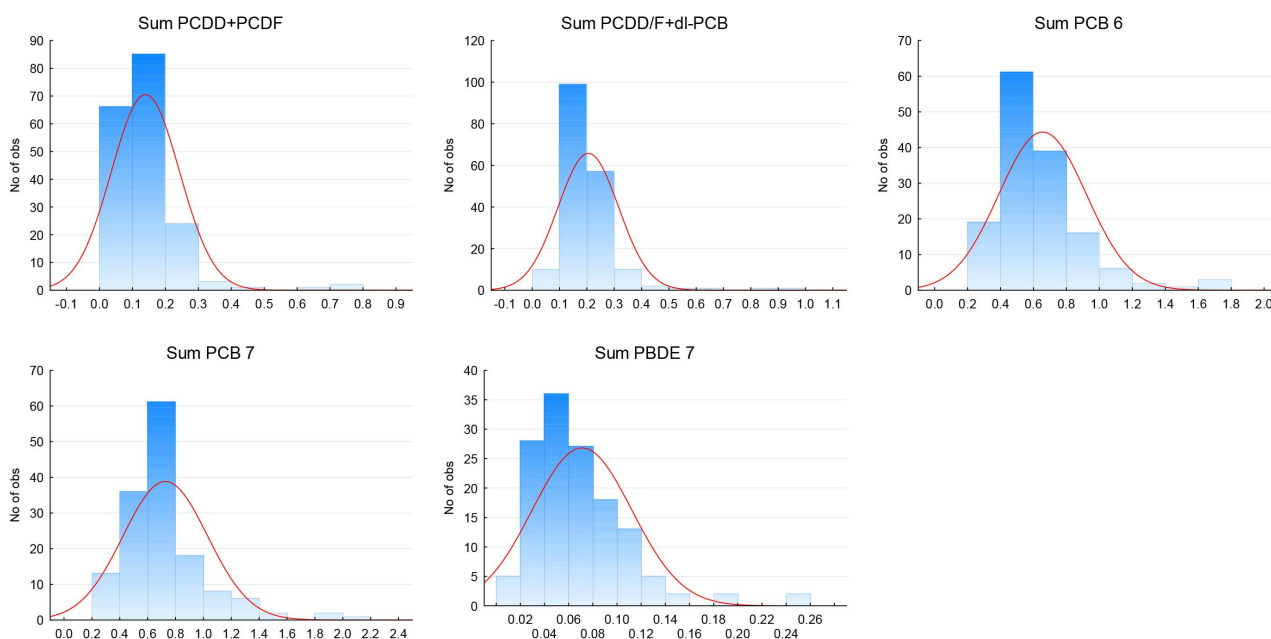 Sum PCDD+PCDF
90
80
70
60
50
40
30
20
10
0
No of obs
-0.1 0.0 0.1 0.2 0.3 0.4 0.5 0.6 0.7 0.8 0.9
Sum PCDD/F+dl-PCB
120
100
80
60
40
20
0
No of obs
-0.1 0.0 0.1 0.2 0.3 0.4 0.5 0.6 0.7 0.8 0.9 1.0 1.1
Sum PCB 6
70
60
50
40
30
20
10
0
No of obs
0.0 0.2 0.4 0.6 0.8 1.0 1.2 1.4 1.6 1.8 2.0
Sum PCB 7
70
60
50
40
30
20
10
0
No of obs
0.0 0.2 0.4 0.6 0.8 1.0 1.2 1.4 1.6 1.8 2.0 2.2 2.4
Sum PBDE 7
40
35
30
25
20
15
10
5
0
No of obs
0.02 0.06 0.10 0.14 0.18 0.22 0.26
0.04 0.08 0.12 0.16 0.20 0.24